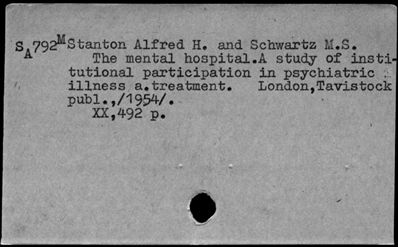 SA792M Stanton Alfred H. and Schwartz M.S.
The mental hospital.A study of insti-
tutional participation in psychiatric
illness a.treatment. London,Tavistock
publ.,/1954/.
XX,492 p.